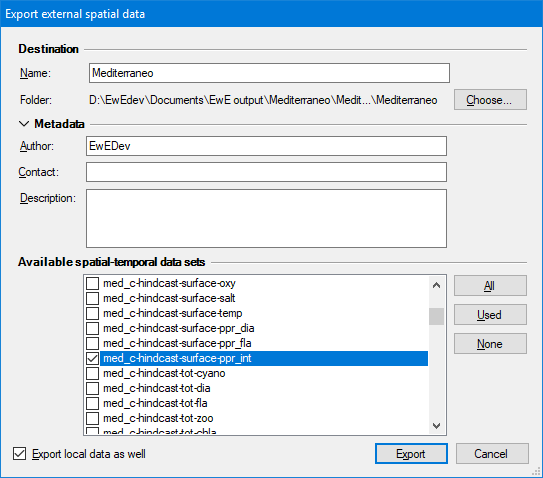 Export external spatial data
Destination
Name: Mediterraneo
Folder: D:\EwEdev\Documents\EwE output\Mediterraneo\Medit...\Mediterraneo Choose...
Metadata
Author: EwEDev
Contact:
Description:
Available spatial-temporal data sets
med_c-hindcast-surface-oxy
med_c-hindcast-surface-salt
med_c-hindcast-surface-temp
med_c-hindcast-surface-ppr_dia
med_c-hindcast-surface-ppr_fla
med_c-hindcast-surface-ppr_int
med_c-hindcast-tot-cyano
med_c-hindcast-tot-dia
med_c-hindcast-tot-fla
med_c-hindcast-tot-zoo
med_c-hindcast-tot-chla
All
Used
None
Export local data as well
Export Cancel